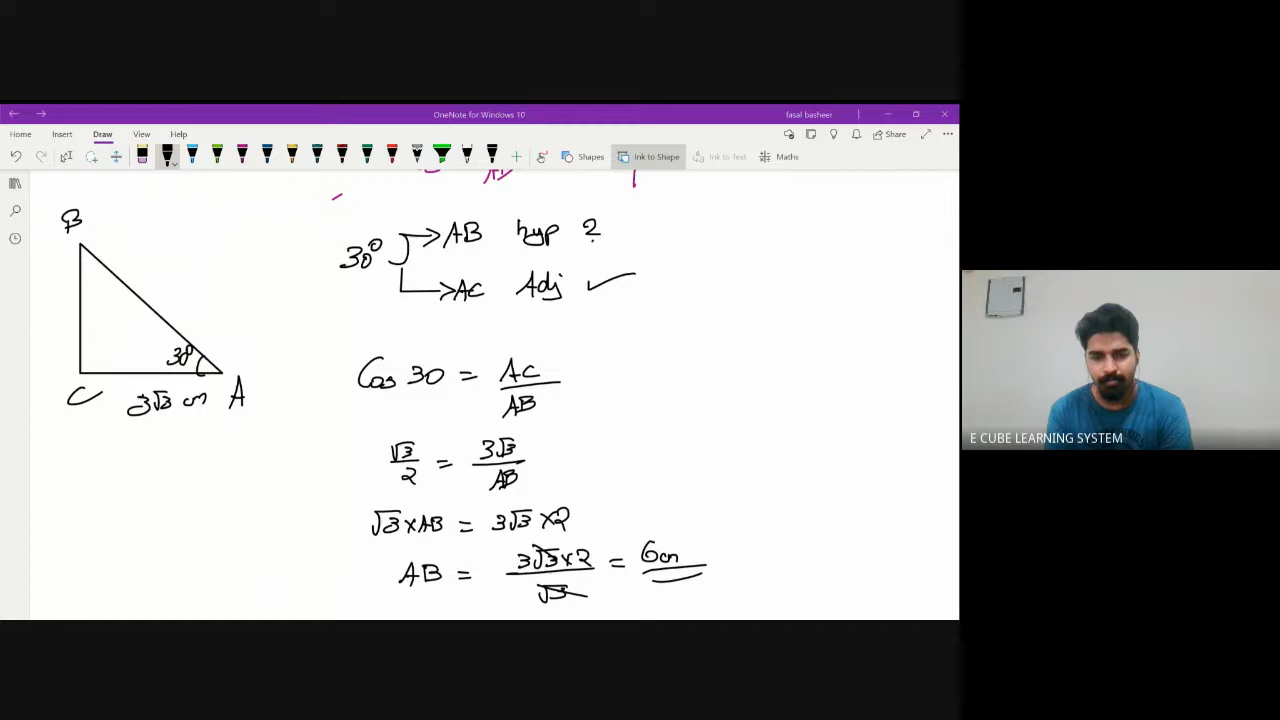 OneNote for Windows 10
fasal basheer
Home Insert Draw View Help
Share
Shapes
Ink to Shape
Ink to Text
Maths
B
30°
C
3√3 cm
A
30° → AB hyp ?
→ AC Adj ✓
Cos 30 = AC/AB
√3/2 = 3√3/AB
√3 × AB = 3√3 × 2
AB = 3√3 × 2/√3 = 6cm
E CUBE LEARNING SYSTEM